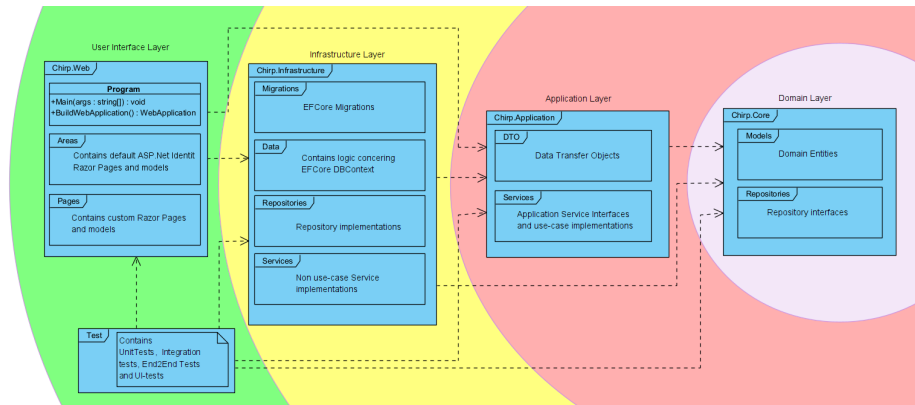 User Interface Layer
Chirp.Web
Program
+Main(args : string[]) : void
+BuildWebApplication() : WebApplication
Areas
Contains default ASP.Net Identit
Razor Pages and models
Pages
Contains custom Razor Pages
and models
Test
Contains
UnitTests, Integration
tests, End2End Tests
and UI-tests
Infrastructure Layer
Chirp.Infrastructure
Migrations
EFCore Migrations
Data
Contains logic concering
EFCore DBContext
Repositories
Repository implementations
Services
Non use-case Service
implementations
Application Layer
Chirp.Application
DTO
Data Transfer Objects
Services
Application Service Interfaces
and use-case implementations
Domain Layer
Chirp.Core
Models
Domain Entities
Repositories
Repository interfaces